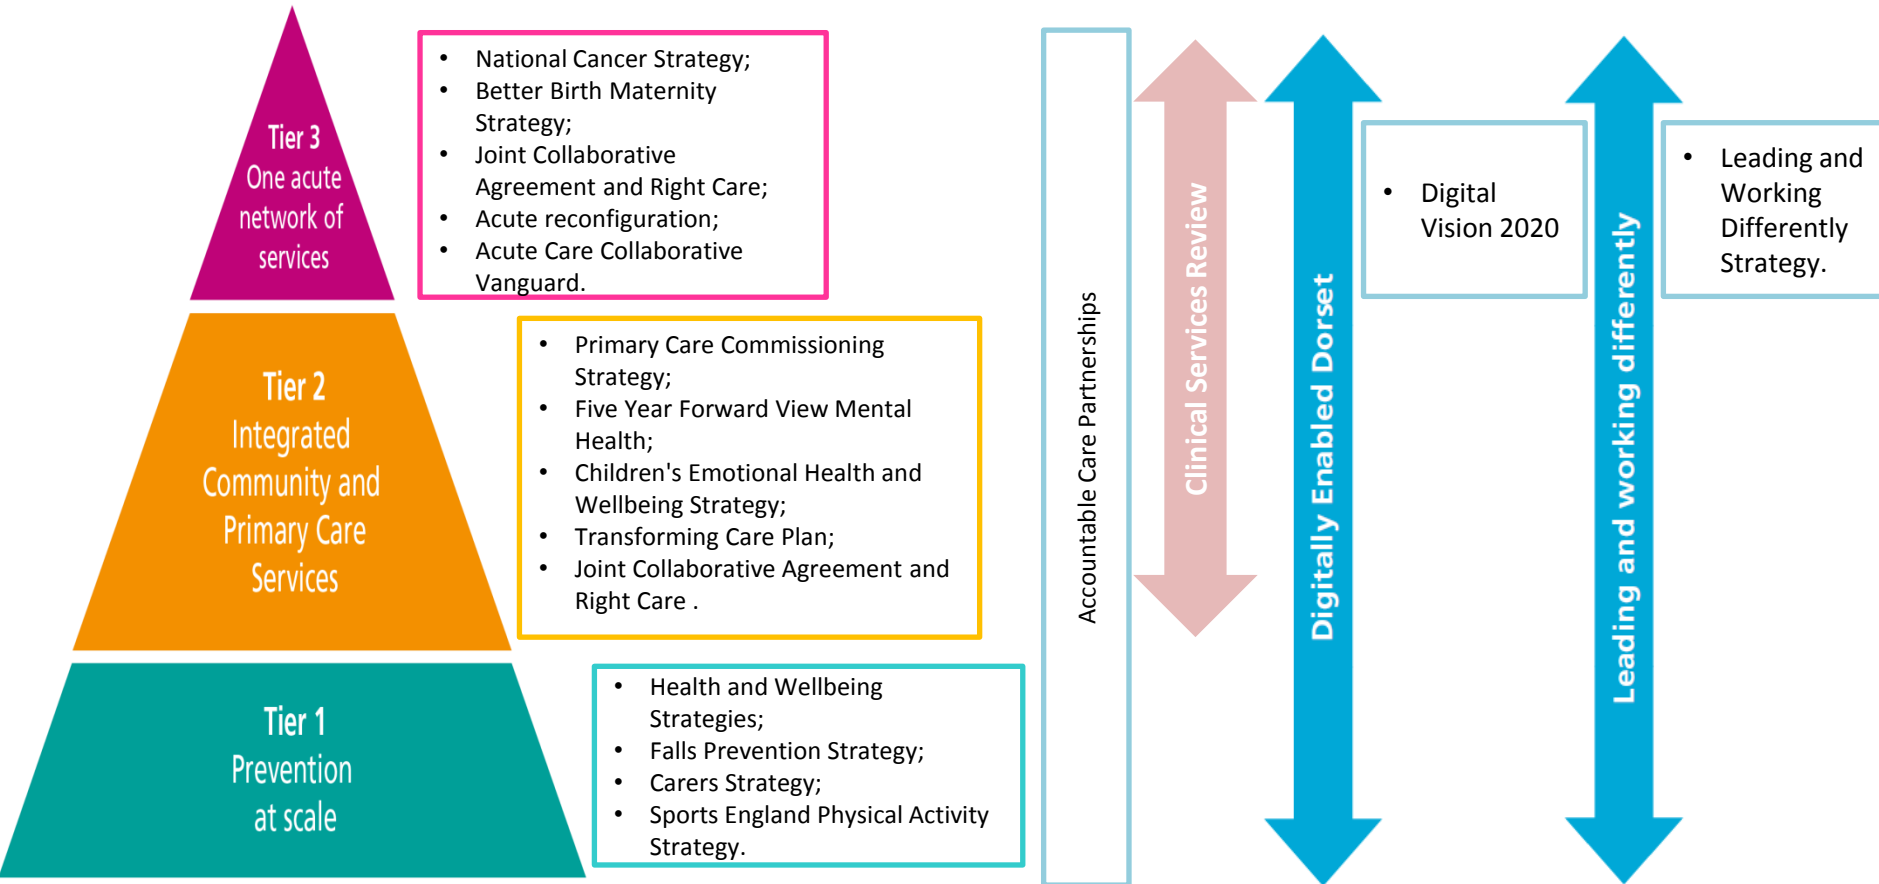 Tier 3
One acute
network of
services
• National Cancer Strategy;
• Better Birth Maternity
Strategy;
• Joint Collaborative
Agreement and Right Care;
• Acute reconfiguration;
• Acute Care Collaborative
Vanguard.
Tier 2
Integrated
Community and
Primary Care
Services
• Primary Care Commissioning
Strategy;
• Five Year Forward View Mental
Health;
• Children's Emotional Health and
Wellbeing Strategy;
• Transforming Care Plan;
• Joint Collaborative Agreement and
Right Care .
Tier 1
Prevention
at scale
• Health and Wellbeing
Strategies;
• Falls Prevention Strategy;
• Carers Strategy;
• Sports England Physical Activity
Strategy.
Accountable Care Partnerships
Clinical Services Review
Digitally Enabled Dorset
• Digital
Vision 2020
Leading and working differently
• Leading and
Working
Differently
Strategy.